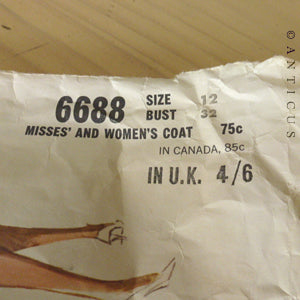 6688 SIZE 12
BUST 32
MISSES' AND WOMEN'S COAT 75c
IN CANADA, 85c
IN U.K. 4/6
© ANTICUS